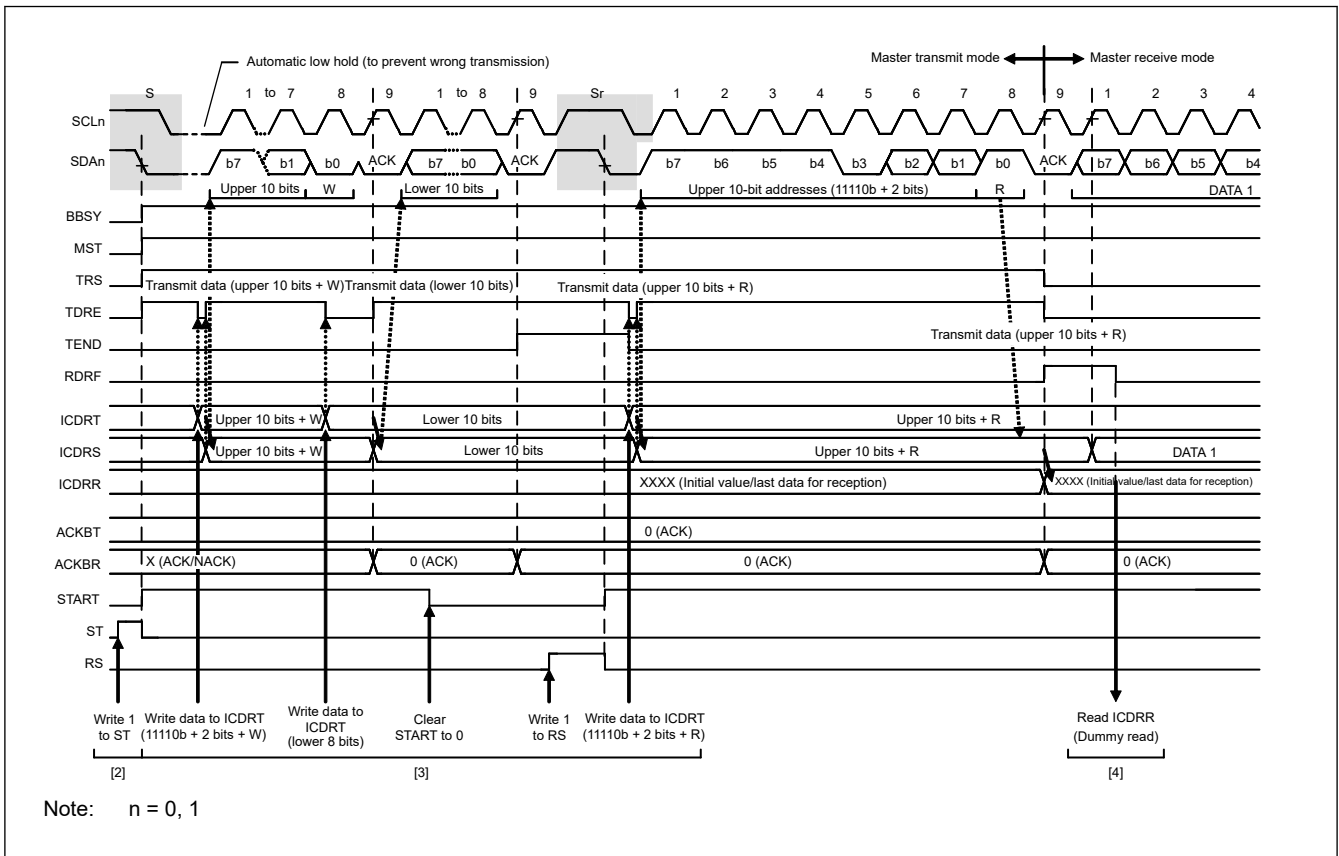 Automatic low hold (to prevent wrong transmission)
Master transmit mode
Master receive mode
S 1 to 7 8 9 1 to 8 9 Sr 1 2 3 4 5 6 7 8 9 1 2 3 4
SCLn
SDAn b7 b1 b0 ACK b7 b0 ACK b7 b6 b5 b4 b3 b2 b1 b0 ACK b7 b6 b5 b4
Upper 10 bits W Lower 10 bits Upper 10-bit addresses (11110b + 2 bits) R DATA 1
BBSY
MST
TRS
Transmit data (upper 10 bits + W) Transmit data (lower 10 bits) Transmit data (upper 10 bits + R)
TDRE
Transmit data (upper 10 bits + R)
TEND
RDRF
ICDRT Upper 10 bits + W Lower 10 bits Upper 10 bits + R
ICDRS Upper 10 bits + W Lower 10 bits Upper 10 bits + R DATA 1
ICDRR XXXX (Initial value/last data for reception) XXXX (Initial value/last data for reception)
ACKBT 0 (ACK)
ACKBR X (ACK/NACK) 0 (ACK) 0 (ACK) 0 (ACK)
START
ST
RS
Write 1
to ST
Write data to ICDRT
(11110b + 2 bits + W)
Write data to
ICDRT
(lower 8 bits)
Clear
START to 0
Write 1
to RS
Write data to ICDRT
(11110b + 2 bits + R)
Read ICDRR
(Dummy read)
[2] [3] [4]
Note: n = 0, 1